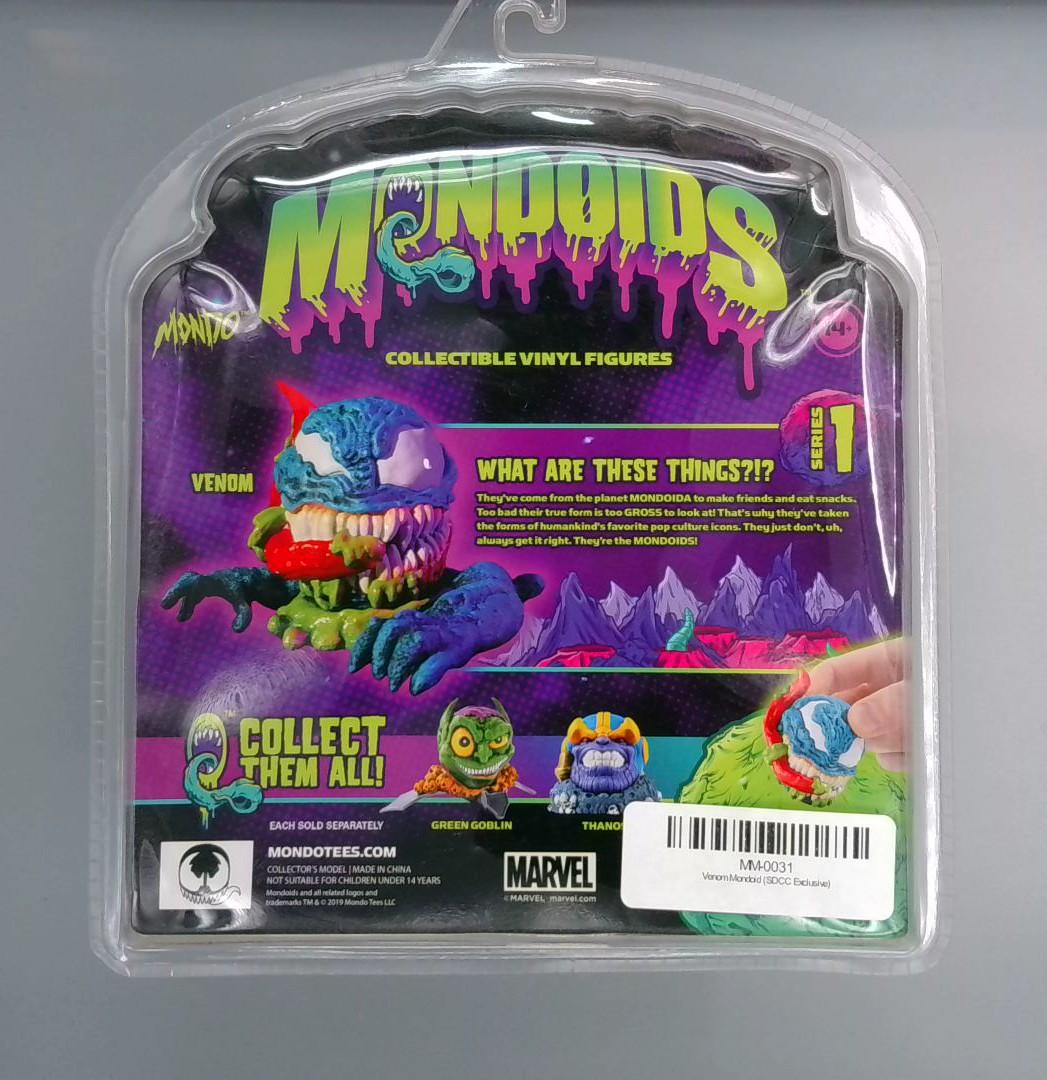 MONDOIDS
TM
MONDO
14+
COLLECTIBLE VINYL FIGURES
SERIES 1
VENOM
WHAT ARE THESE THINGS?!?
They've come from the planet MONDOIDA to make friends and eat snacks.
Too bad their true form is too GROSS to look at! That's why they've taken
the forms of humankind's favorite pop culture icons. They just don't, uh,
always get it right. They're the MONDOIDS!
TM
COLLECT
THEM ALL!
EACH SOLD SEPARATELY
GREEN GOBLIN
THANOS
MONDOTEES.COM
COLLECTOR'S MODEL | MADE IN CHINA
NOT SUITABLE FOR CHILDREN UNDER 14 YEARS
Mondoids and all related logos and
trademarks TM & © 2019 Mondo Tees LLC
MARVEL
© MARVEL marvel.com
MM-0031
Venom Mondoid (SDCC Exclusive)